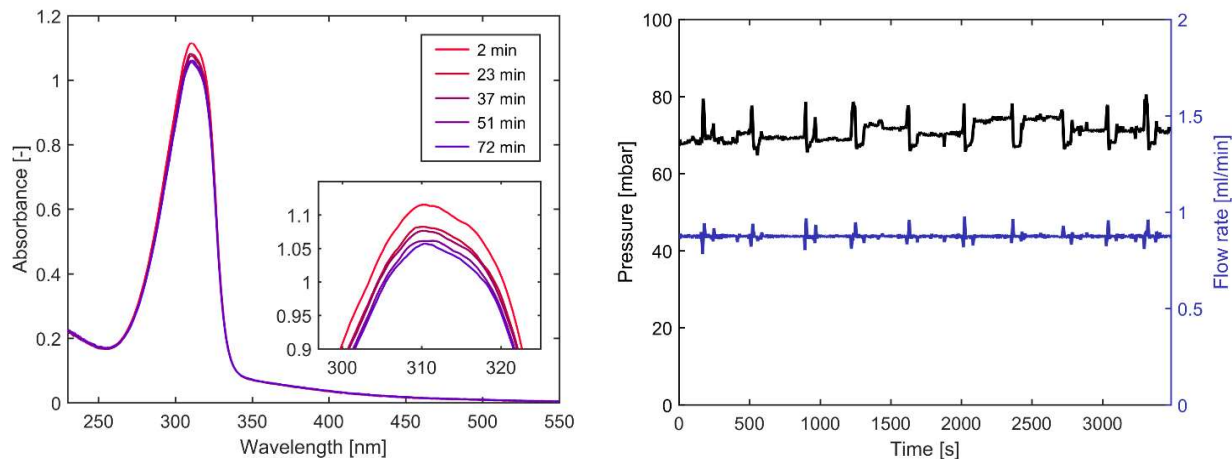 1.2
1
0.8
0.6
0.4
0.2
0
Absorbance [-]
250 300 350 400 450 500 550
Wavelength [nm]
2 min
23 min
37 min
51 min
72 min
1.1
1.05
1
0.95
0.9
300 310 320
100
80
60
40
20
0
Pressure [mbar]
0 500 1000 1500 2000 2500 3000
Time [s]
2
1.5
1
0.5
0
Flow rate [ml/min]